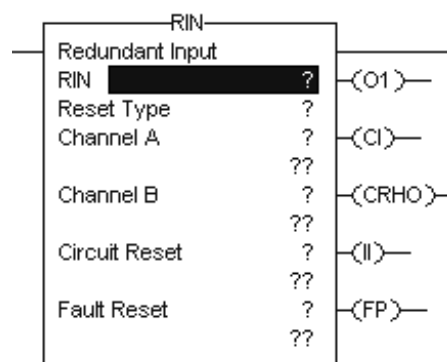 RIN
Redundant Input
RIN ? (O1)
Reset Type ?
Channel A ? (CI)
??
Channel B ? (CRHO)
??
Circuit Reset ? (II)
??
Fault Reset ? (FP)
??